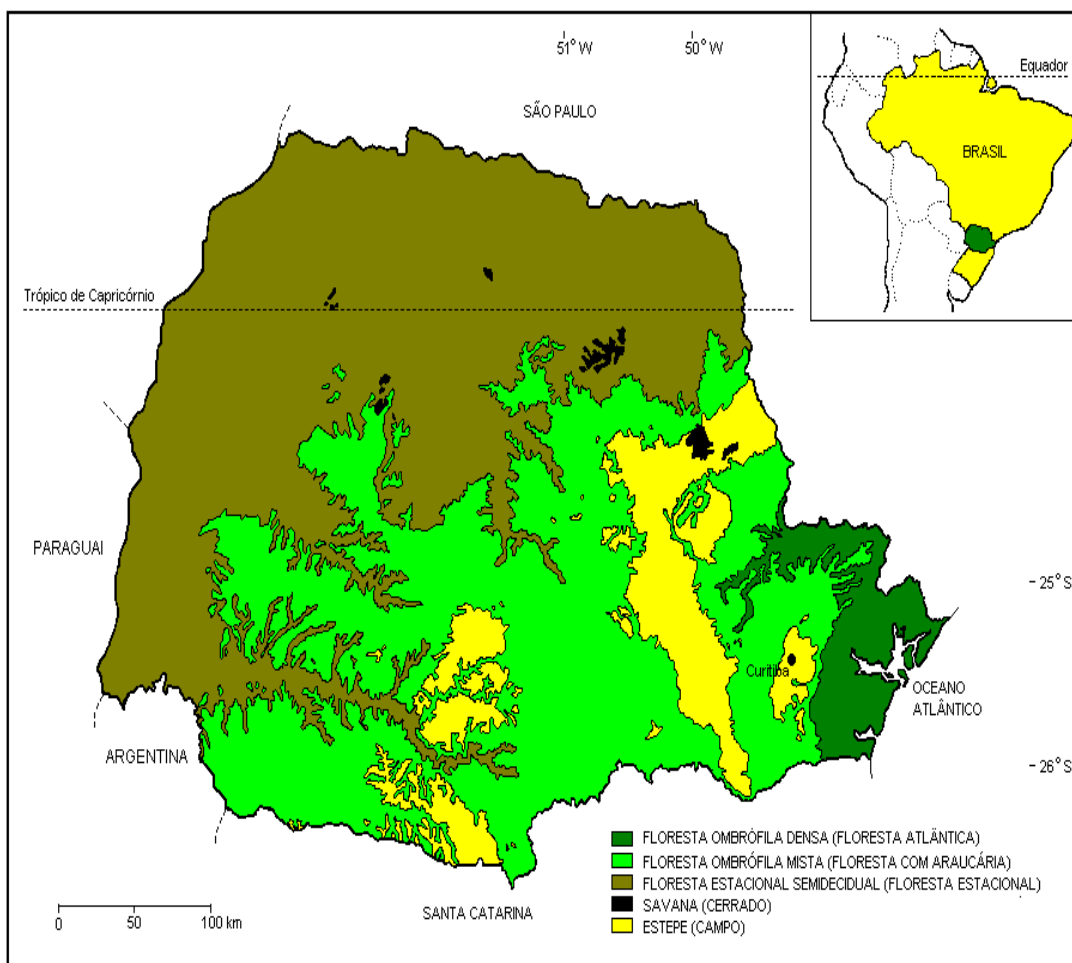 51° W
50° W
Equador
SÃO PAULO
BRASIL
Trópico de Capricórnio
PARAGUAI
25° S
Curitiba
OCEANO
ATLÂNTICO
ARGENTINA
26° S
FLORESTA OMBRÓFILA DENSA (FLORESTA ATLÂNTICA)
FLORESTA OMBRÓFILA MISTA (FLORESTA COM ARAUCÁRIA)
FLORESTA ESTACIONAL SEMIDECIDUAL (FLORESTA ESTACIONAL)
SAVANA (CERRADO)
ESTEPE (CAMPO)
SANTA CATARINA
0 50 100 km